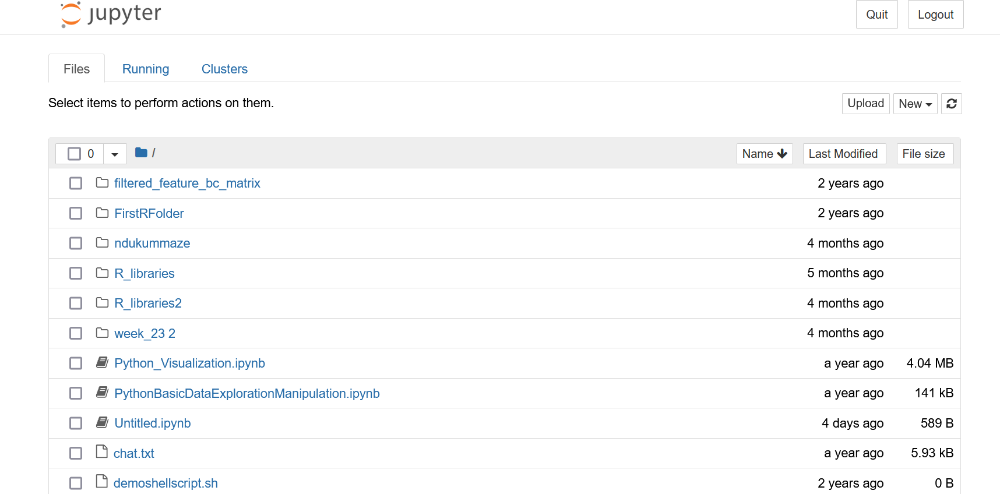 jupyter
Quit Logout
Files Running Clusters
Select items to perform actions on them.
Upload New
0 / Name Last Modified File size
filtered_feature_bc_matrix 2 years ago
FirstRFolder 2 years ago
ndukummaze 4 months ago
R_libraries 5 months ago
R_libraries2 4 months ago
week_23 2 4 months ago
Python_Visualization.ipynb a year ago 4.04 MB
PythonBasicDataExplorationManipulation.ipynb a year ago 141 kB
Untitled.ipynb 4 days ago 589 B
chat.txt a year ago 5.93 kB
demoshellscript.sh 2 years ago 0 B